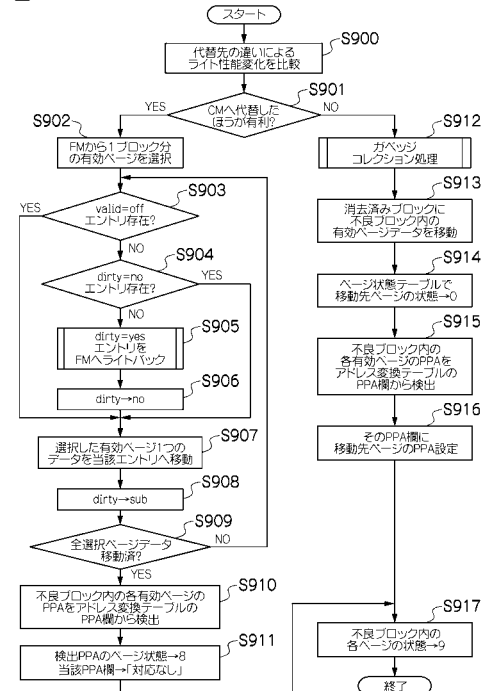 スタート
S900
代替先の違いによる
ライト性能変化を比較
S901
CMへ代替した
ほうが有利?
YES
NO
S902
FMから1ブロック分
の有効ページを選択
S903
valid=off
エントリ存在?
YES
NO
S904
dirty=no
エントリ存在?
YES
NO
S905
dirty=yes
エントリを
FMへライトバック
S906
dirty→no
S907
選択した有効ページ1つの
データを当該エントリへ移動
S908
dirty→sub
S909
全選択ページデータ
移動済?
NO
YES
S910
不良ブロック内の各有効ページの
PPAをアドレス変換テーブルの
PPA欄から検出
S911
検出PPAのページ状態→8
当該PPA欄→「対応なし」
S912
ガベッジ
コレクション処理
S913
消去済みブロックに
不良ブロック内の
有効ページデータを移動
S914
ページ状態テーブルで
移動先ページの状態→0
S915
不良ブロック内の
各有効ページのPPAを
アドレス変換テーブルの
PPA欄から検出
S916
そのPPA欄に
移動先ページのPPA設定
S917
不良ブロック内の
各ページの状態→9
終了